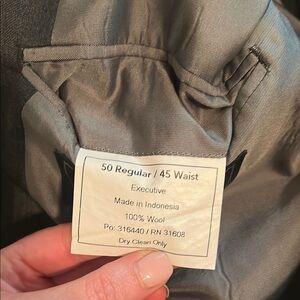 50 Regular / 45 Waist
Executive
Made in Indonesia
100% Wool
Po: 316440 / RN 31608
Dry Clean Only